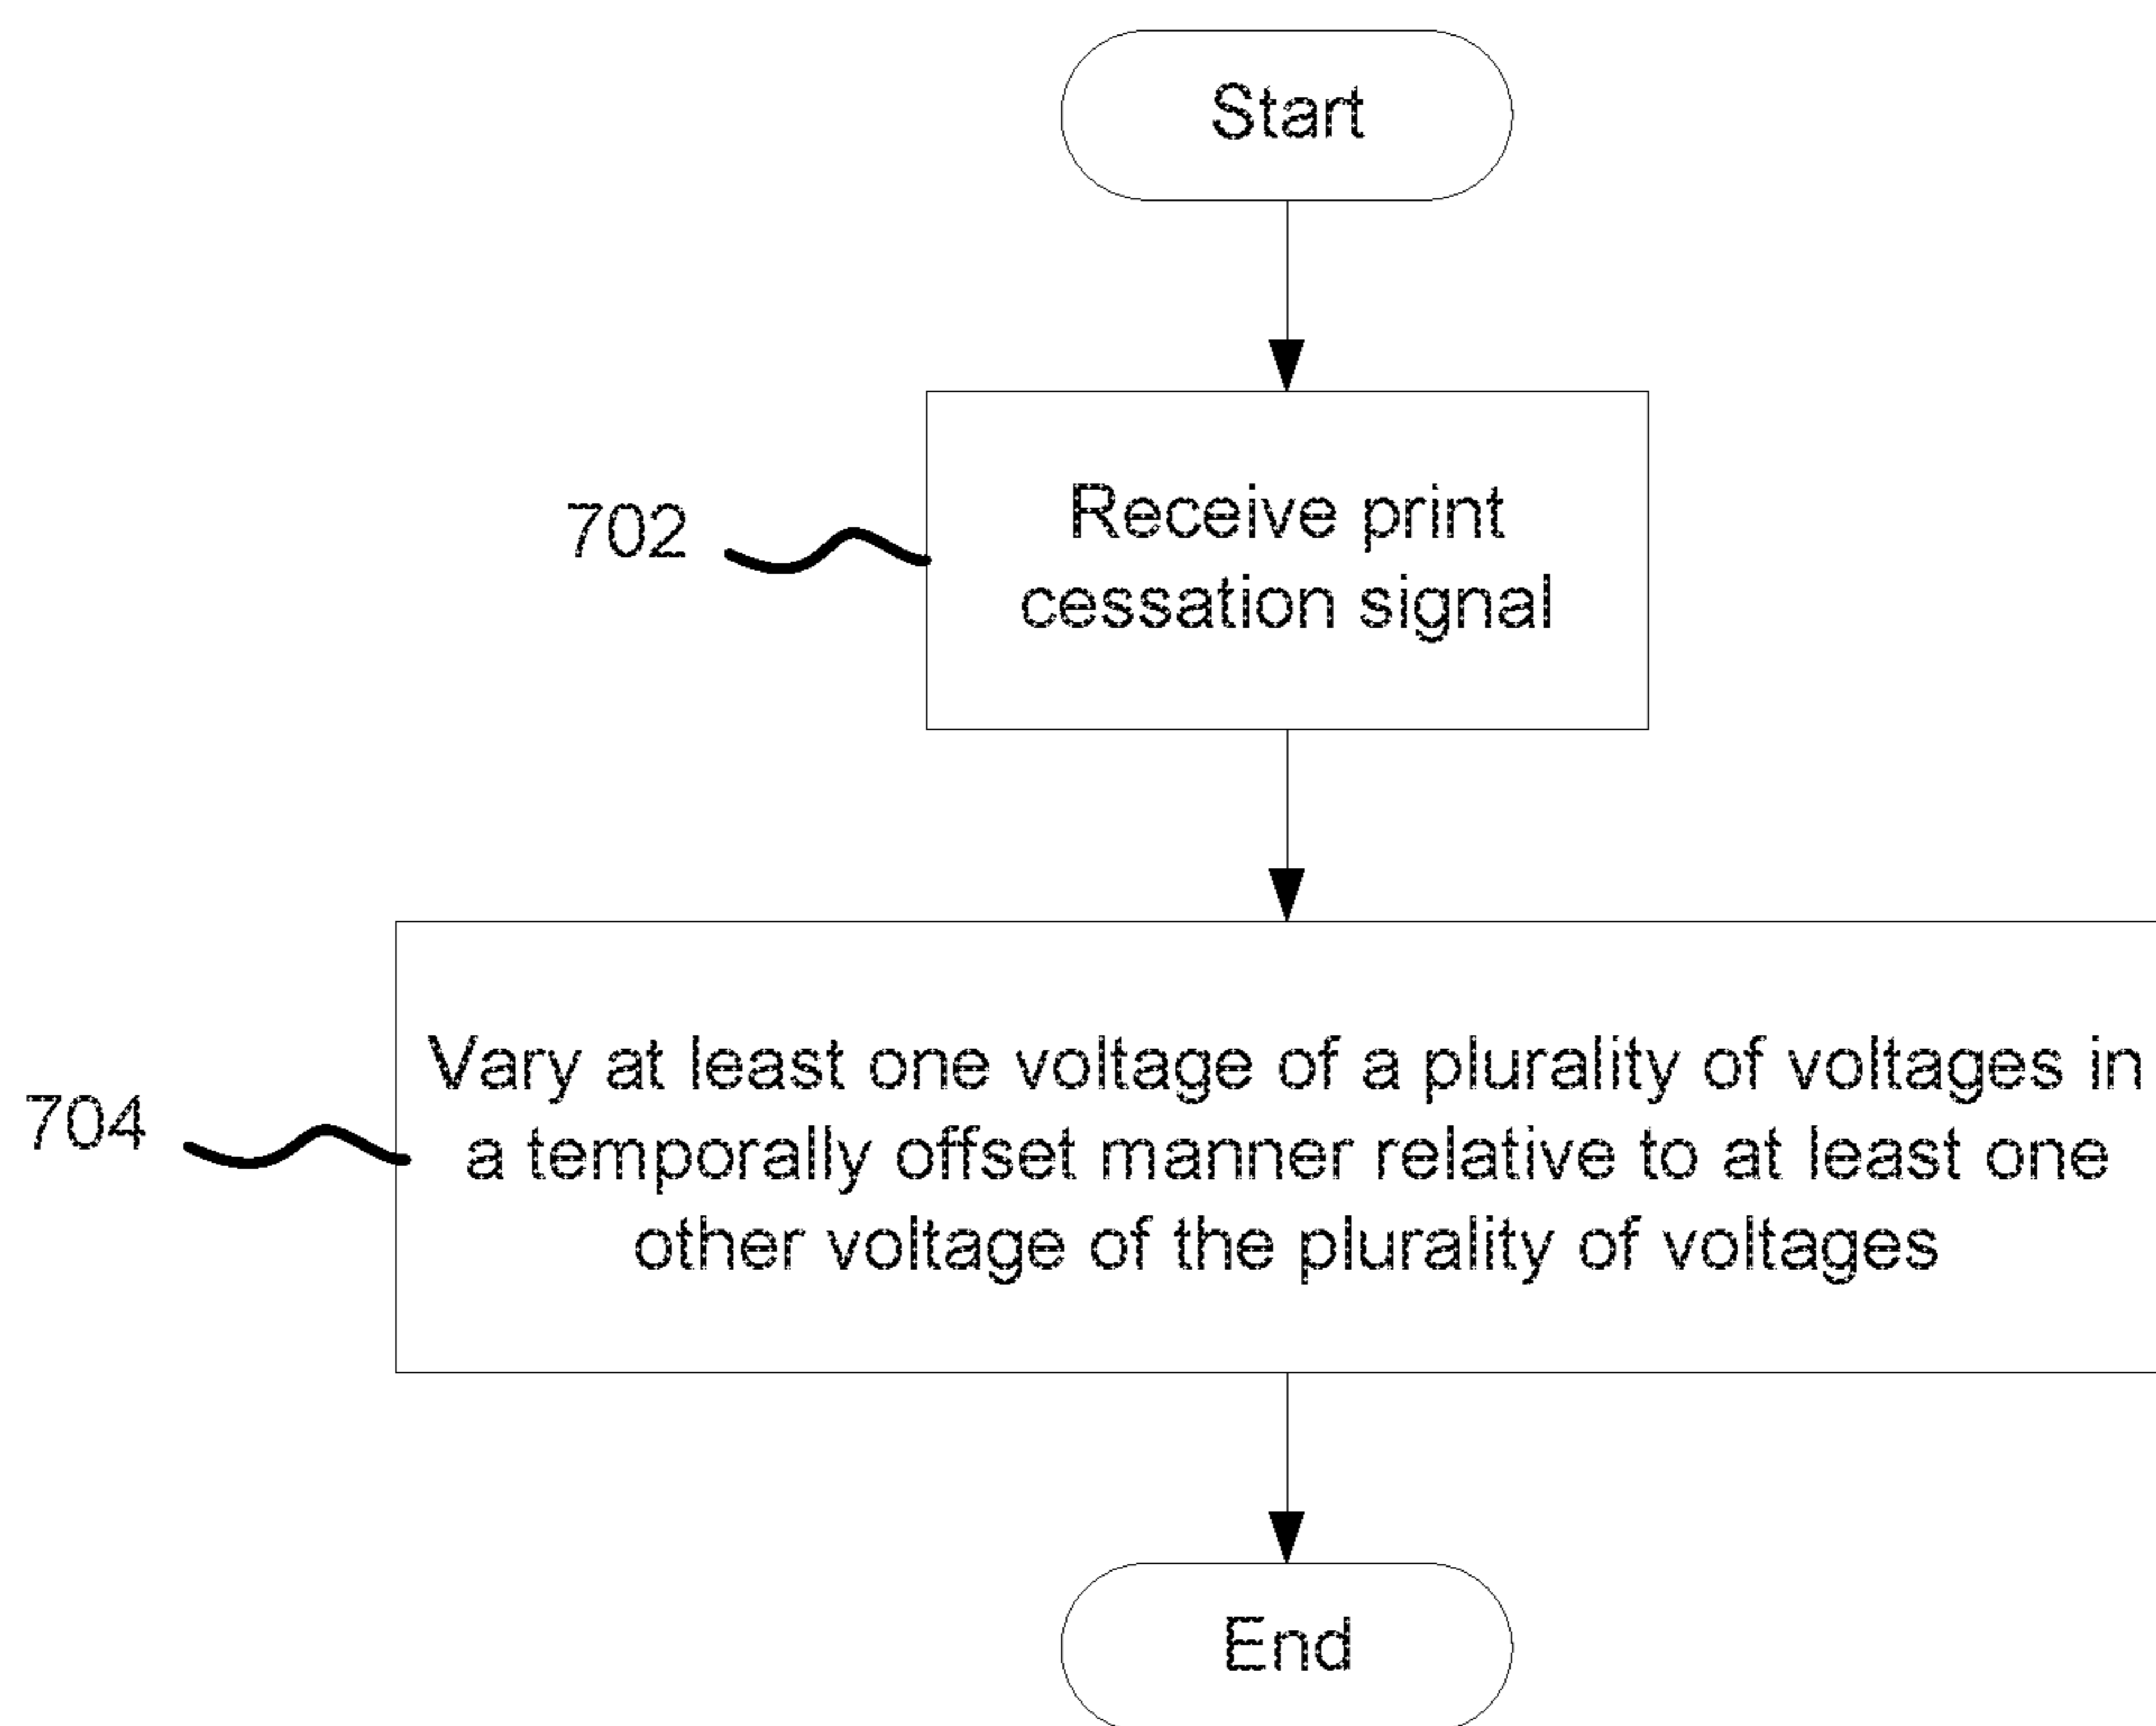 Start
702
Receive print
cessation signal
704
Vary at least one voltage of a plurality of voltages in
a temporally offset manner relative to at least one
other voltage of the plurality of voltages
End